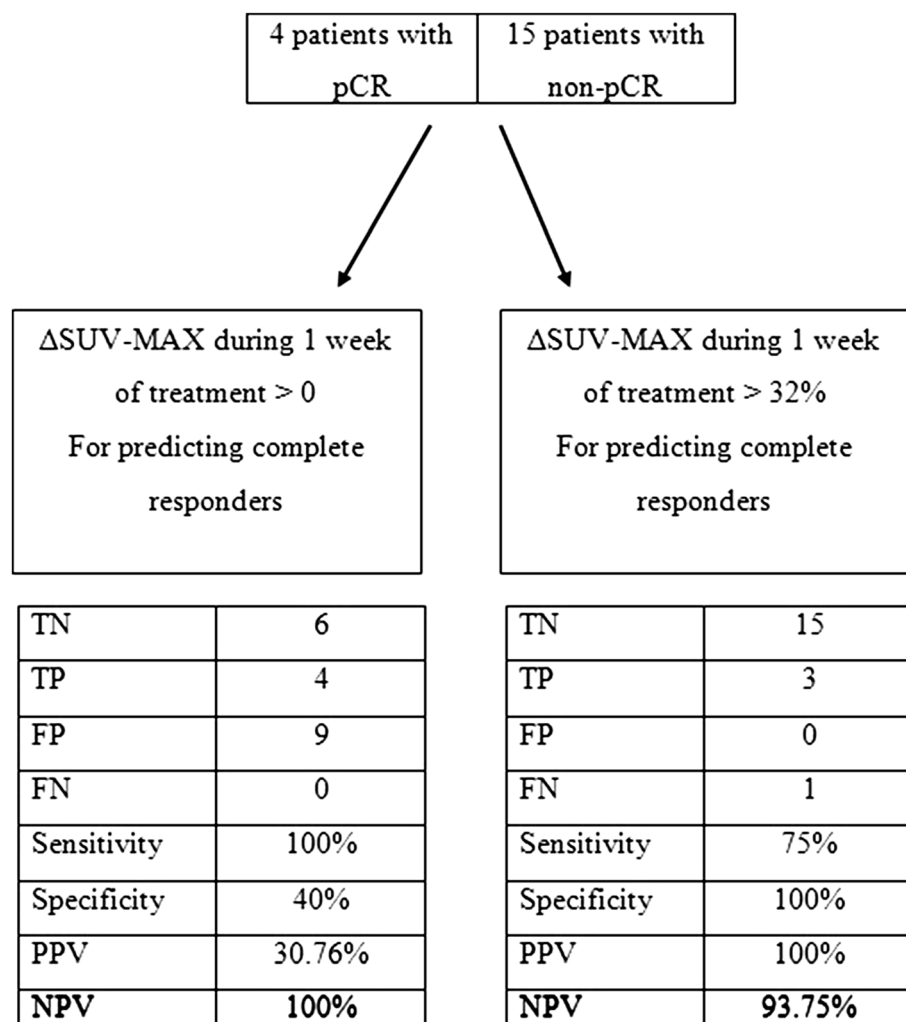 4 patients with
pCR
15 patients with
non-pCR
ΔSUV-MAX during 1 week
of treatment > 0
For predicting complete
responders
ΔSUV-MAX during 1 week
of treatment > 32%
For predicting complete
responders
TN 6
TP 4
FP 9
FN 0
Sensitivity 100%
Specificity 40%
PPV 30.76%
NPV 100%
TN 15
TP 3
FP 0
FN 1
Sensitivity 75%
Specificity 100%
PPV 100%
NPV 93.75%